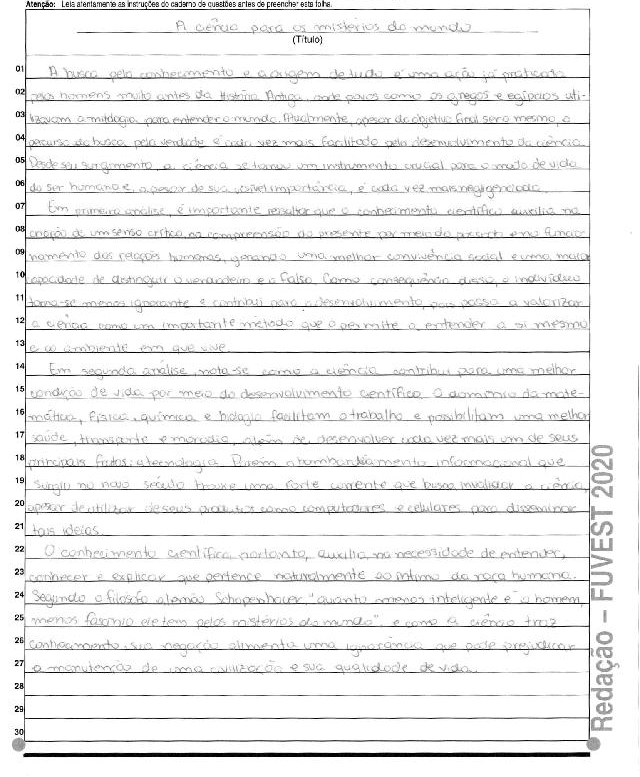 Atenção: Leia atentamente as instruções do caderno de questões antes de preencher esta folha.
A ciência para os mistérios do mundo
(Título)
01 A busca pelo conhecimento e a origem de tudo é uma ação já praticada
02 pelos homens muito antes da História Antiga, onde povos como os gregos e egípcios uti-
03 lizavam a mitologia para entender o mundo. Atualmente, apesar do objetivo final ser o mesmo, o
04 percurso da busca pela verdade é cada vez mais facilitado pelo desenvolvimento da ciência.
05 Desde seu surgimento, a ciência se tornou um instrumento crucial para o modo de vida
06 do ser humano e, apesar de sua visível importância, é cada vez mais negligenciada.
07 Em primeira análise, é importante ressaltar que o conhecimento científico auxilia na
08 criação de um senso crítico, na compreensão do presente por meio do passado e no funcio-
09 namento das relações humanas, gerando uma melhor convivência social e uma maior
10 capacidade de distinguir o verdadeiro e o falso. Como consequência disso, o indivíduo
11 torna-se menos ignorante e contribui para o desenvolvimento, pois passa a valorizar
12 a ciência como um importante método que o permite a entender a si mesmo
13 e ao ambiente em que vive.
14 Em segunda análise, nota-se como a ciência contribui para uma melhor
15 condição de vida por meio do desenvolvimento científico. O domínio da mate-
16 mática, física, química e biologia facilitam o trabalho e possibilitam uma melhor
17 saúde, transporte e moradia, além de desenvolver cada vez mais um de seus
18 principais frutos: a tecnologia. Porém o bombardeamento informacional que
19 surgiu no novo século trouxe uma forte corrente que busca invalidar a ciência,
20 apesar de utilizar de seus produtos como computadores e celulares para disseminar
21 tais ideias.
22 O conhecimento científico, portanto, auxilia na necessidade de entender,
23 conhecer e explicar que pertence naturalmente ao íntimo da raça humana.
24 Segundo o filósofo alemão Schopenhauer "quanto menos inteligente é o homem,
25 menos fascínio ele tem pelos mistérios do mundo", e como a ciência traz
26 conhecimento, sua negação alimenta uma ignorância que pode prejudicar
27 a manutenção de uma civilização e sua qualidade de vida.
28
29
30
Redação – FUVEST 2020